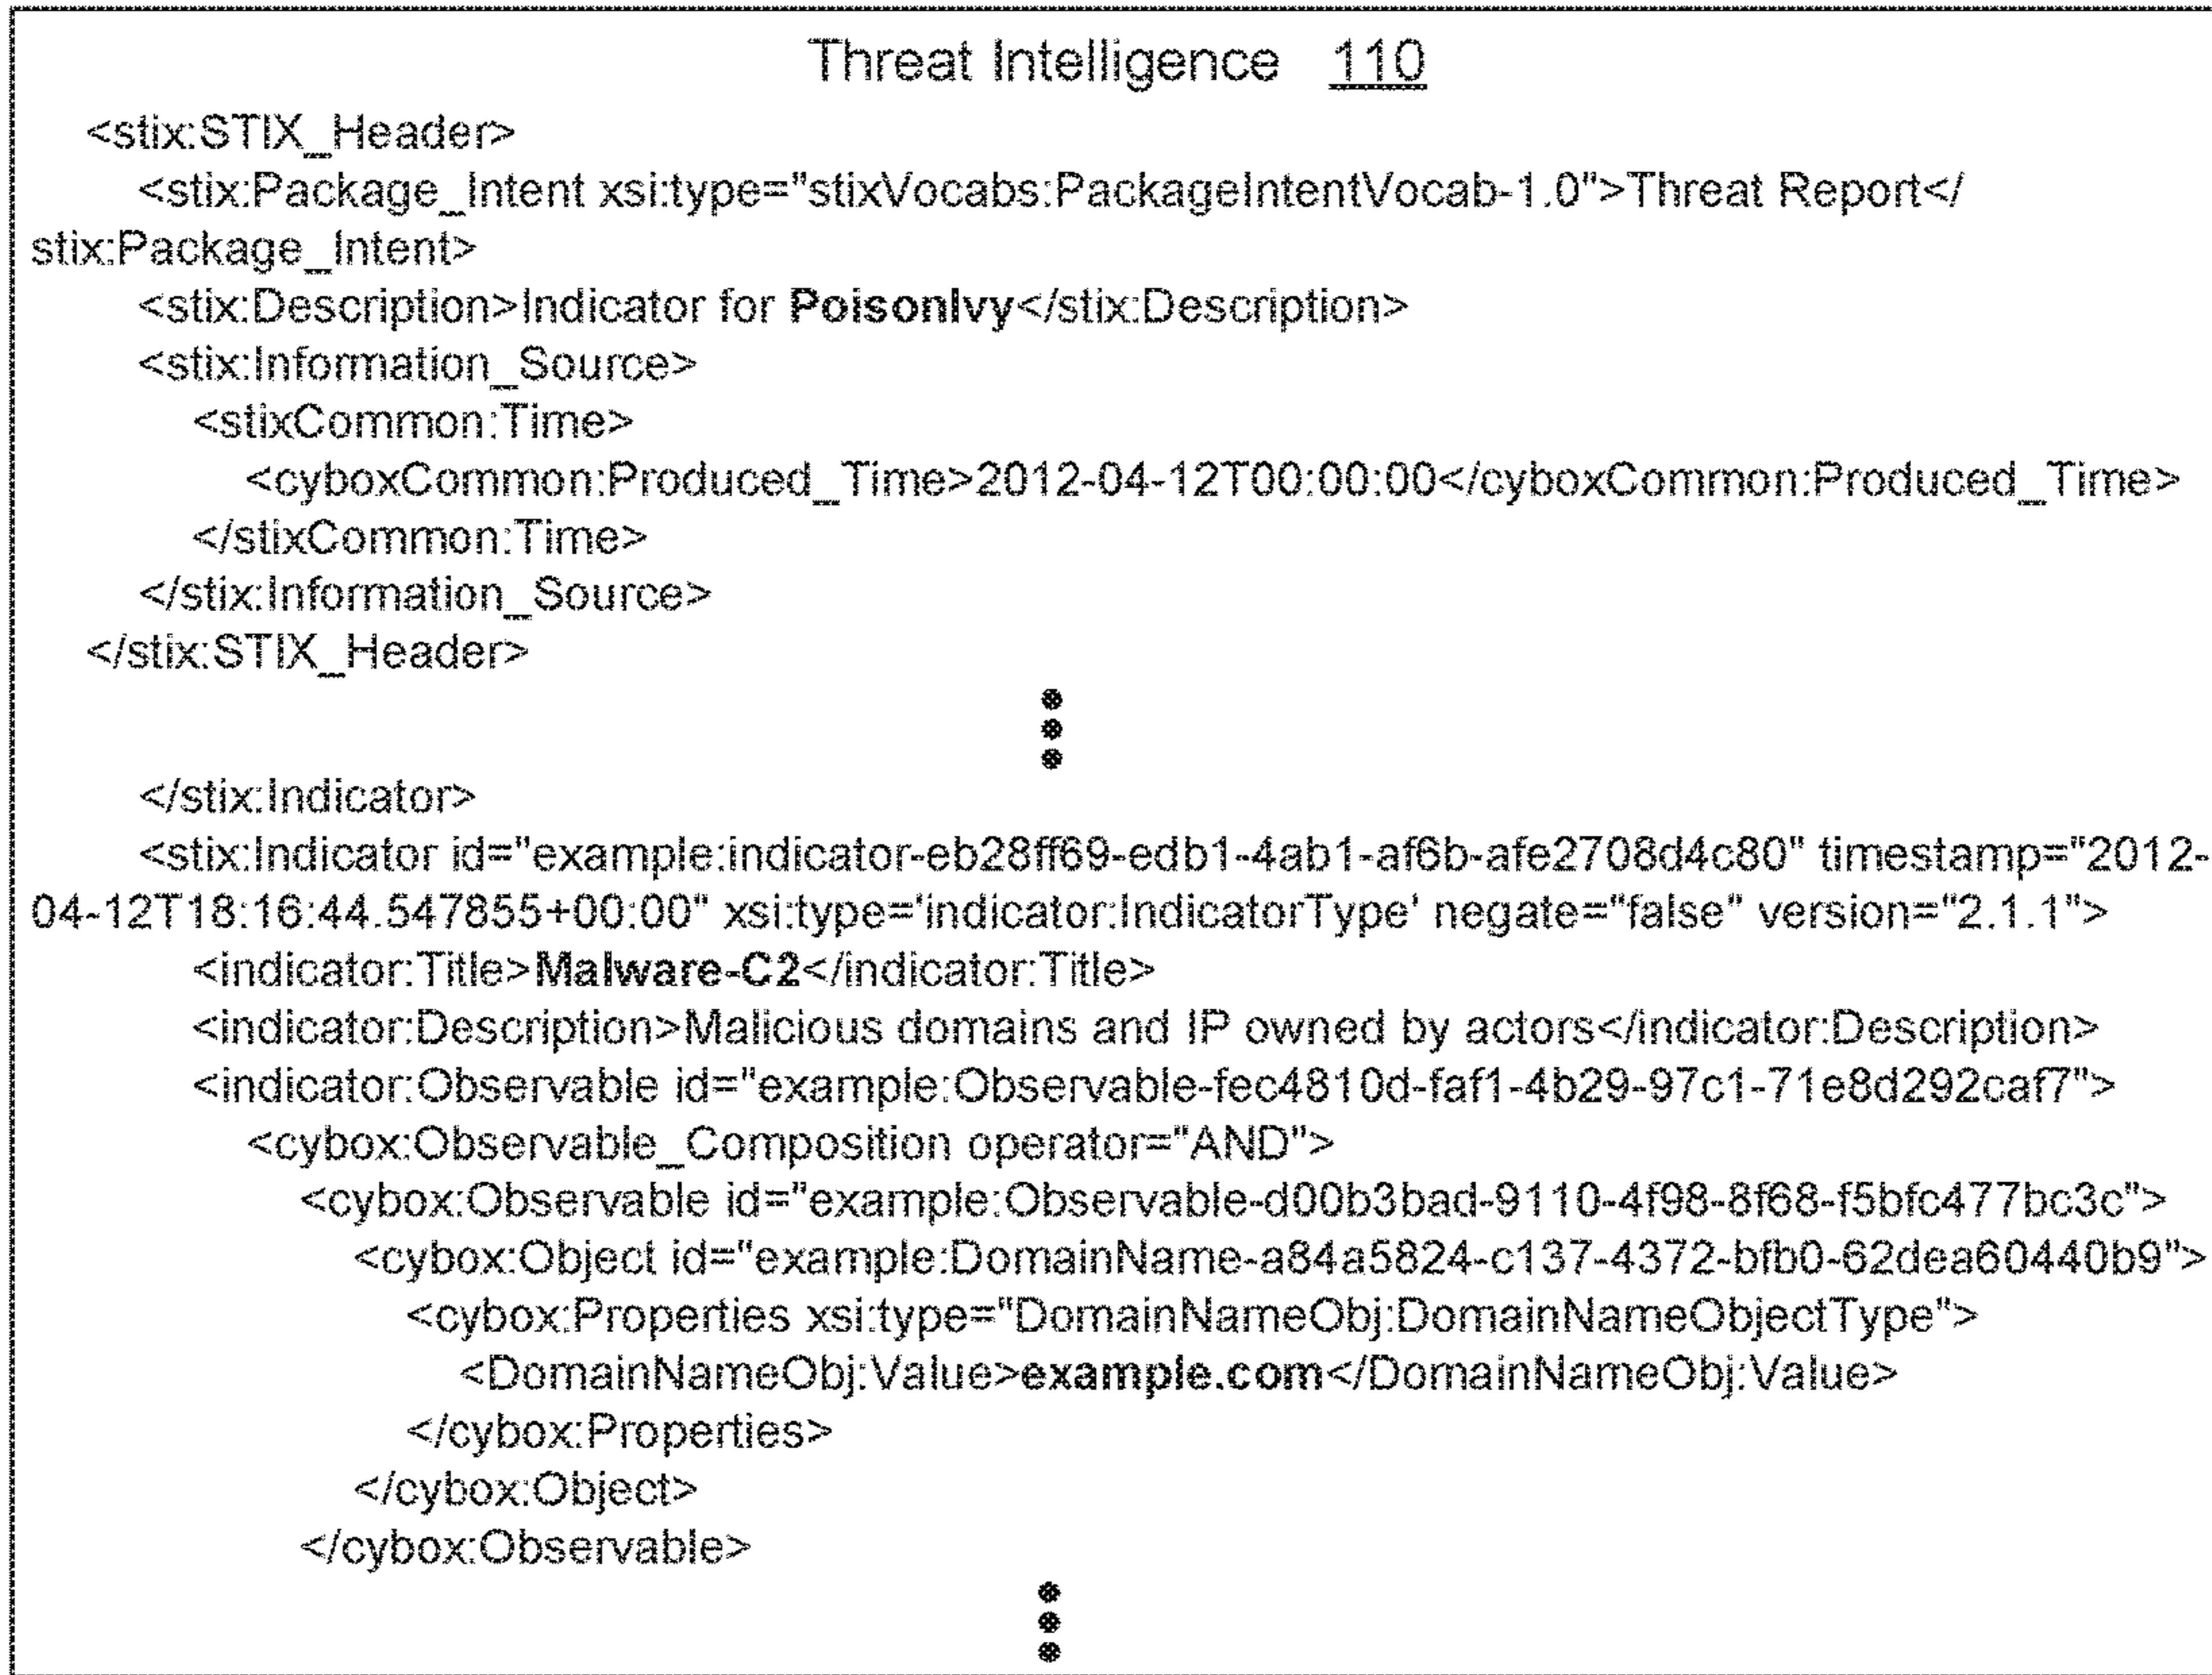 Threat Intelligence 110
<stix:STIX_Header>
<stix:Package_Intent xsi:type="stixVocabs:PackageIntentVocab-1.0">Threat Report</
stix:Package_Intent>
<stix:Description>Indicator for PoisonIvy</stix:Description>
<stix:Information_Source>
<stixCommon:Time>
<cyboxCommon:Produced_Time>2012-04-12T00:00:00</cyboxCommon:Produced_Time>
</stixCommon:Time>
</stix:Information_Source>
</stix:STIX_Header>
</stix:Indicator>
<stix:Indicator id="example:indicator-eb28ff69-edb1-4ab1-af6b-afe2708d4c80" timestamp="2012-
04-12T18:16:44.547855+00:00" xsi:type='indicator:IndicatorType' negate="false" version="2.1.1">
<indicator:Title>Malware-C2</indicator:Title>
<indicator:Description>Malicious domains and IP owned by actors</indicator:Description>
<indicator:Observable id="example:Observable-fec4810d-faf1-4b29-97c1-71e8d292caf7">
<cybox:Observable_Composition operator="AND">
<cybox:Observable id="example:Observable-d00b3bad-9110-4f98-8f68-f5bfc477bc3c">
<cybox:Object id="example:DomainName-a84a5824-c137-4372-bfb0-62dea60440b9">
<cybox:Properties xsi:type="DomainNameObj:DomainNameObjectType">
<DomainNameObj:Value>example.com</DomainNameObj:Value>
</cybox:Properties>
</cybox:Object>
</cybox:Observable>